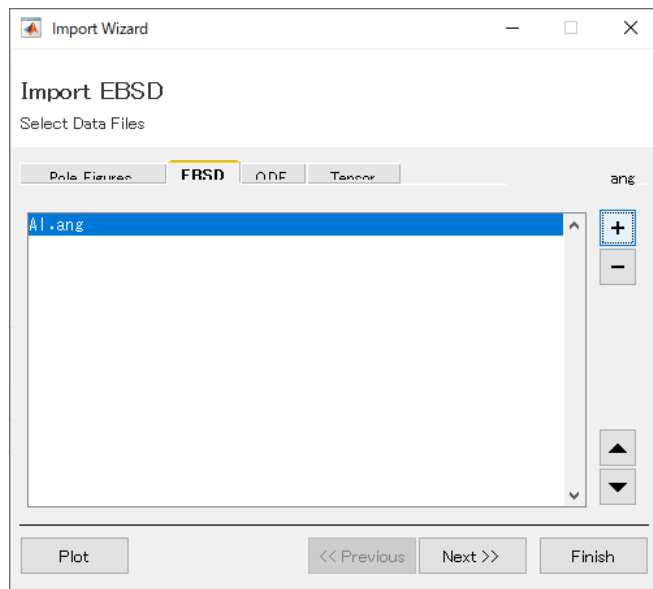 Import Wizard
Import EBSD
Select Data Files
Pole Figures EBSD ODF Tensor ang
Al.ang
+
-
Plot << Previous Next >> Finish